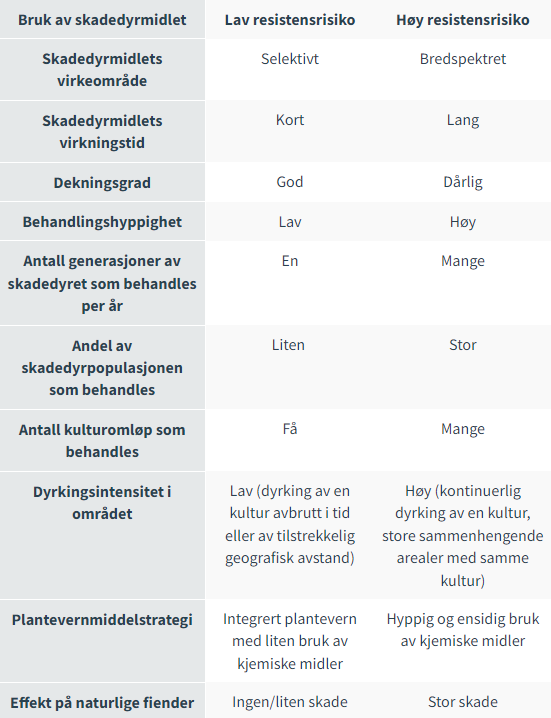 Bruk av skadedyrmidlet Lav resistensrisiko Høy resistensrisiko
Skadedyrmidlets virkeområde Selektivt Bredspektret
Skadedyrmidlets virkningstid Kort Lang
Dekningsgrad God Dårlig
Behandlingshyppighet Lav Høy
Antall generasjoner av skadedyret som behandles per år En Mange
Andel av skadedyrpopulasjonen som behandles Liten Stor
Antall kulturomløp som behandles Få Mange
Dyrkingsintensitet i området Lav (dyrking av en kultur avbrutt i tid eller av tilstrekkelig geografisk avstand) Høy (kontinuerlig dyrking av en kultur, store sammenhengende arealer med samme kultur)
Plantevernmiddelstrategi Integrert plantevern med liten bruk av kjemiske midler Hyppig og ensidig bruk av kjemiske midler
Effekt på naturlige fiender Ingen/liten skade Stor skade